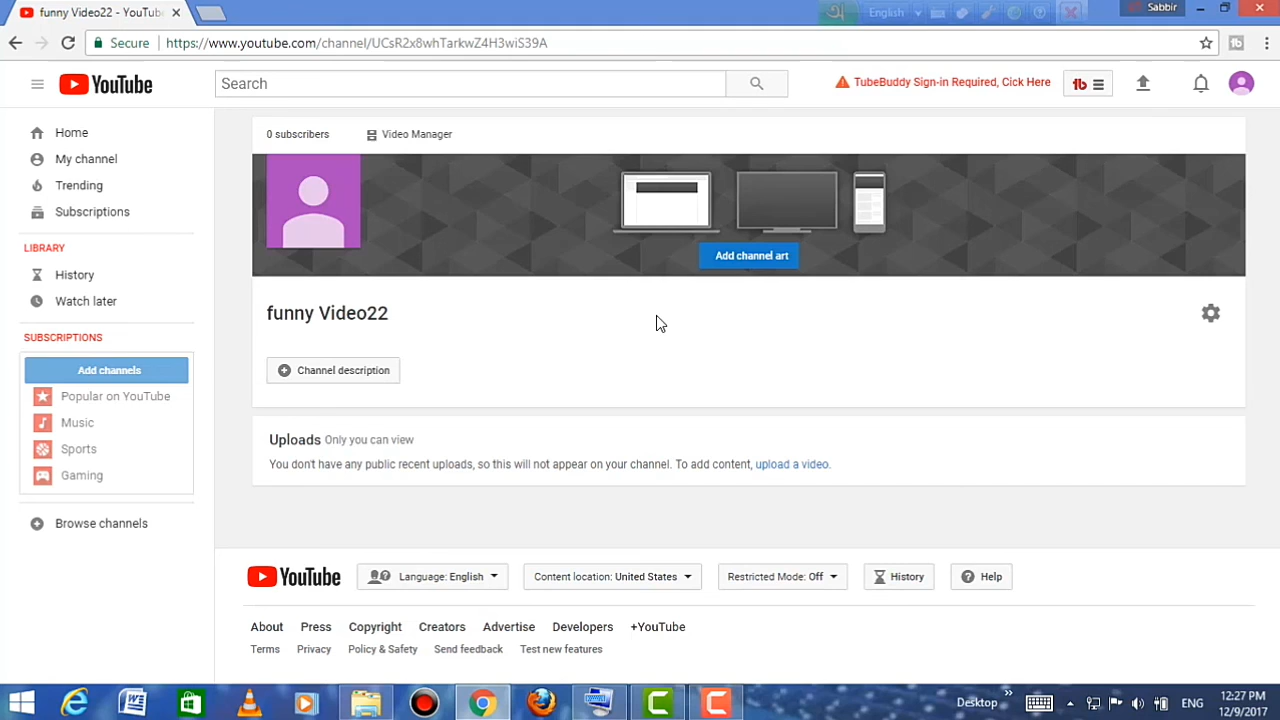 funny Video22 - YouTube
English
Sabbir
Secure https://www.youtube.com/channel/UCsR2x8whTarkwZ4H3wiS39A
YouTube
Search
TubeBuddy Sign-in Required, Cick Here
tb
Home
My channel
Trending
Subscriptions
LIBRARY
History
Watch later
SUBSCRIPTIONS
Add channels
Popular on YouTube
Music
Sports
Gaming
Browse channels
0 subscribers Video Manager
Add channel art
funny Video22
Channel description
Uploads Only you can view
You don't have any public recent uploads, so this will not appear on your channel. To add content, upload a video.
YouTube Language: English Content location: United States Restricted Mode: Off History Help
About Press Copyright Creators Advertise Developers +YouTube
Terms Privacy Policy & Safety Send feedback Test new features
Desktop ENG 12:27 PM
12/9/2017